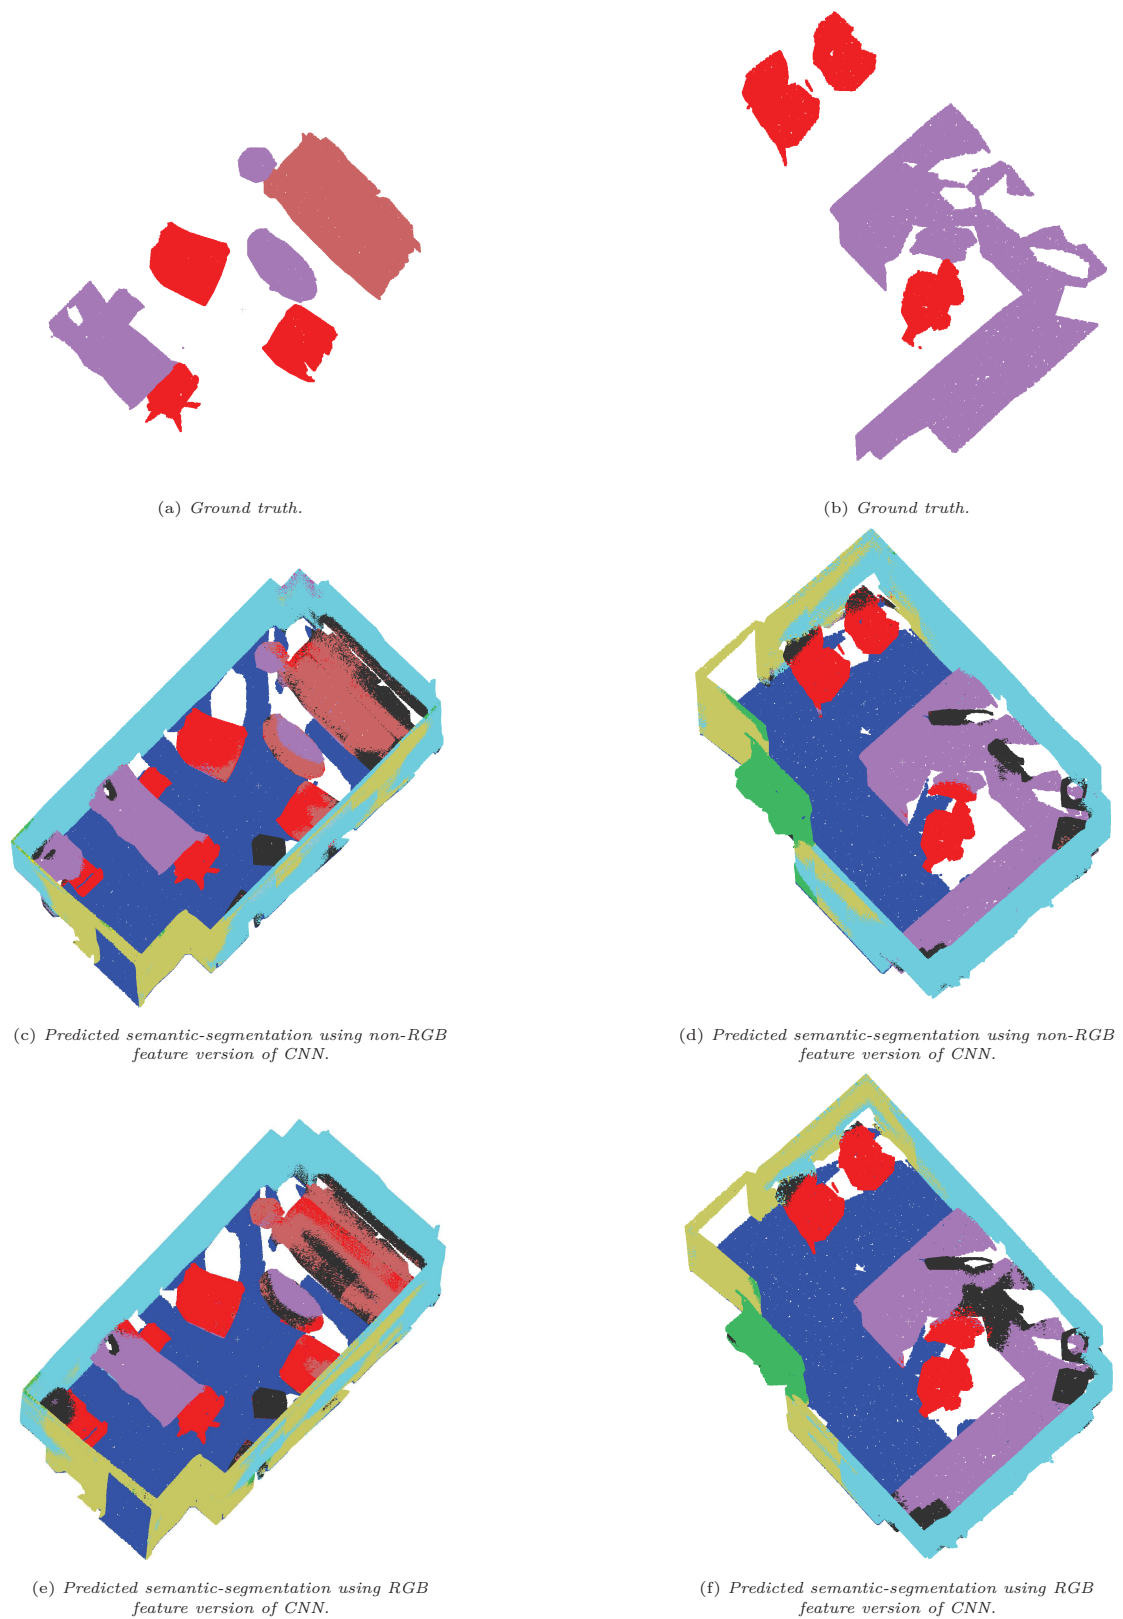 (a) Ground truth.
(b) Ground truth.
(c) Predicted semantic-segmentation using non-RGB
feature version of CNN.
(d) Predicted semantic-segmentation using non-RGB
feature version of CNN.
(e) Predicted semantic-segmentation using RGB
feature version of CNN.
(f) Predicted semantic-segmentation using RGB
feature version of CNN.